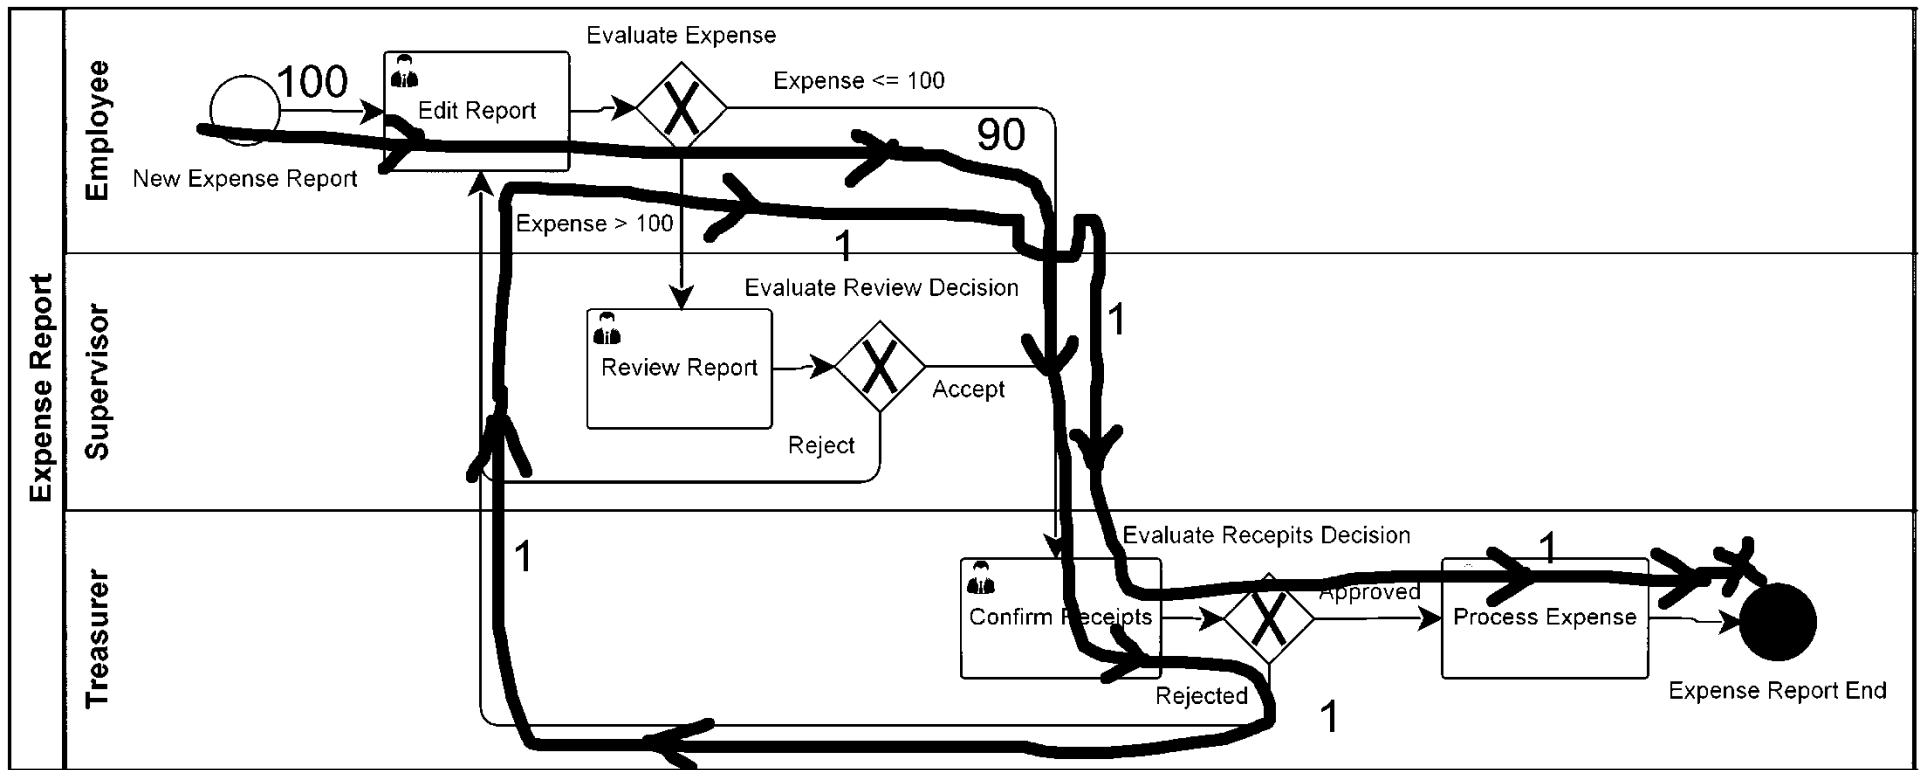 Expense Report
Employee
Supervisor
Treasurer
Evaluate Expense
100
Expense <= 100
Edit Report
90
New Expense Report
Expense > 100
1
Evaluate Review Decision
1
Review Report
Accept
Reject
1
Evaluate Recepits Decision
1
Approved
Confirm Receipts
Process Expense
Rejected
1
Expense Report End